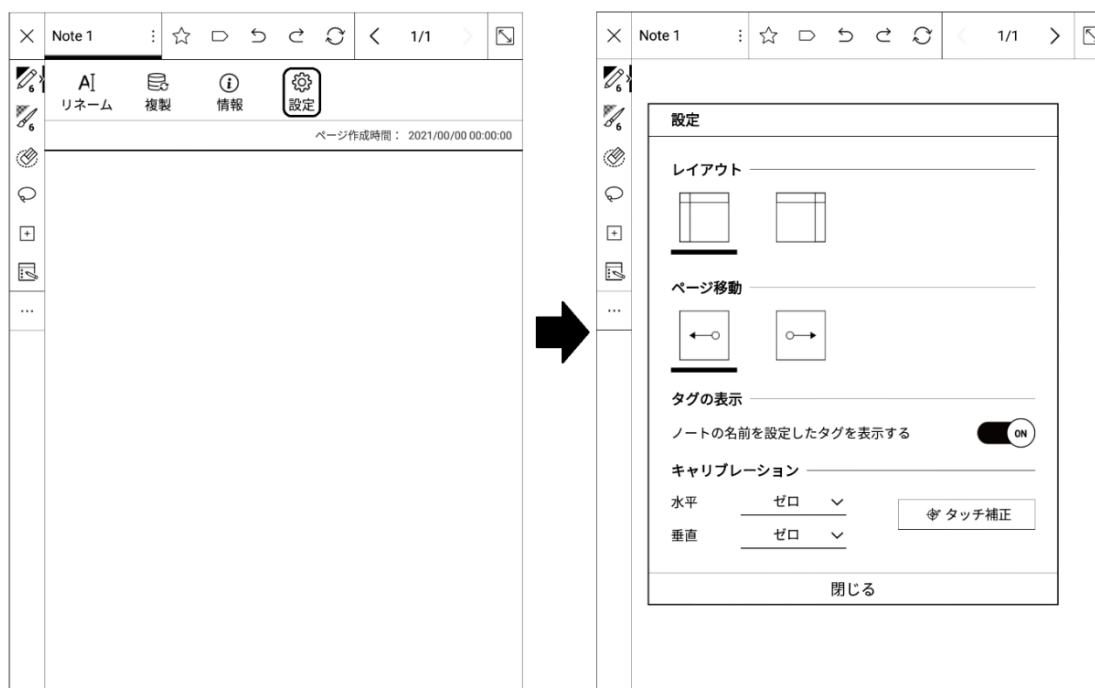 Note 1
1/1
6
6
リネーム
複製
情報
設定
ページ作成時間： 2021/00/00 00:00:00
Note 1
1/1
6
6
設定
レイアウト
ページ移動
タグの表示
ノートの名前を設定したタグを表示する
ON
キャリブレーション
水平 ゼロ
タッチ補正
垂直 ゼロ
閉じる